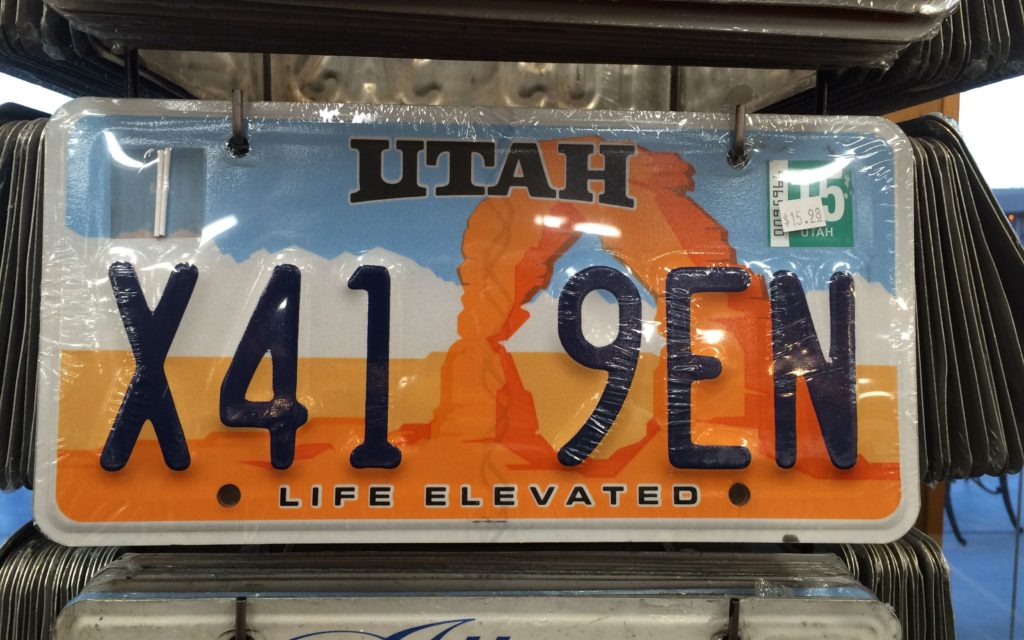 UTAH
15
$15.28
UTAH
X41 9EN
LIFE ELEVATED